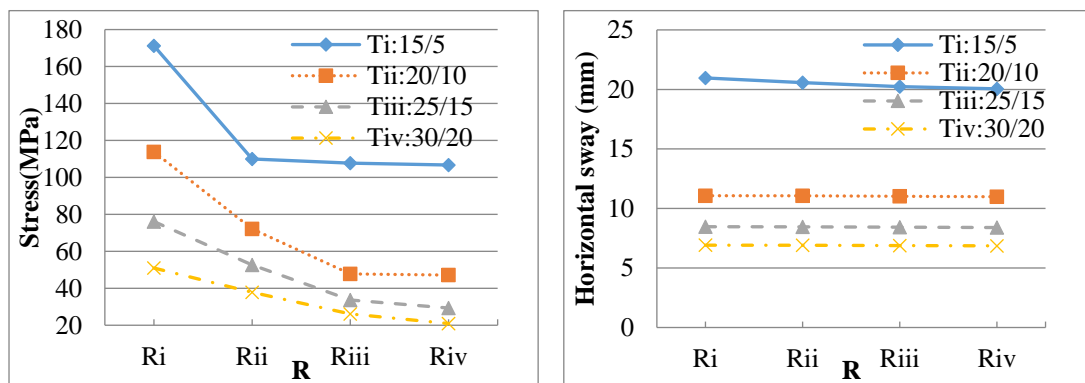 180
160
140
120
100
80
60
40
20
Stress(MPa)
Ti:15/5
Tii:20/10
Tiii:25/15
Tiv:30/20
Ri Rii Riii Riv
R
25
20
15
10
5
0
Horizontal sway (mm)
Ti:15/5
Tii:20/10
Tiii:25/15
Tiv:30/20
Ri Rii Riii Riv
R